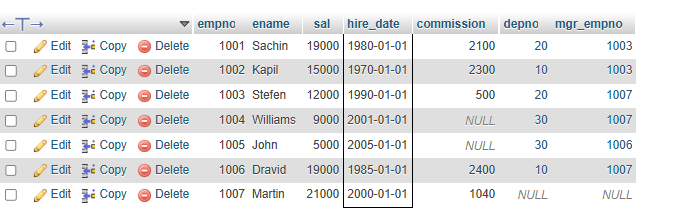 ←T→ empno ename sal hire_date commission depno mgr_empno
Edit Copy Delete 1001 Sachin 19000 1980-01-01 2100 20 1003
Edit Copy Delete 1002 Kapil 15000 1970-01-01 2300 10 1003
Edit Copy Delete 1003 Stefen 12000 1990-01-01 500 20 1007
Edit Copy Delete 1004 Williams 9000 2001-01-01 NULL 30 1007
Edit Copy Delete 1005 John 5000 2005-01-01 NULL 30 1006
Edit Copy Delete 1006 Dravid 19000 1985-01-01 2400 10 1007
Edit Copy Delete 1007 Martin 21000 2000-01-01 1040 NULL NULL